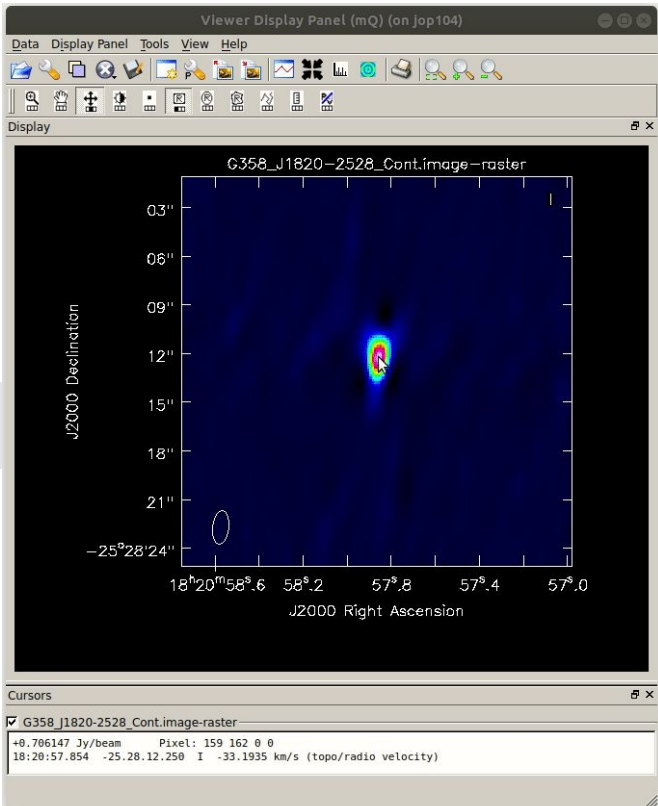 Viewer Display Panel (mQ) (on jop104)
Data Display Panel Tools View Help
Display
G358_J1820-2528_Cont.image-raster
03"
06"
09"
12"
15"
18"
21"
-25°28'24"
J2000 Declination
18ʰ20ᵐ58ˢ.6 58ˢ.2 57ˢ.8 57ˢ.4 57ˢ.0
J2000 Right Ascension
Cursors
G358_J1820-2528_Cont.image-raster
+0.706147 Jy/beam Pixel: 159 162 0 0
18:20:57.854 -25.28.12.250 I -33.1935 km/s (topo/radio velocity)